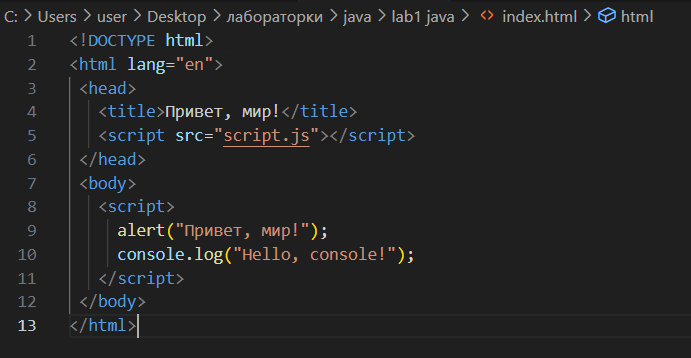 C: > Users > user > Desktop > лабораторки > java > lab1 java > <> index.html > html
1 <!DOCTYPE html>
2 <html lang="en">
3 <head>
4 <title>Привет, мир!</title>
5 <script src="script.js"></script>
6 </head>
7 <body>
8 <script>
9 alert("Привет, мир!");
10 console.log("Hello, console!");
11 </script>
12 </body>
13 </html>